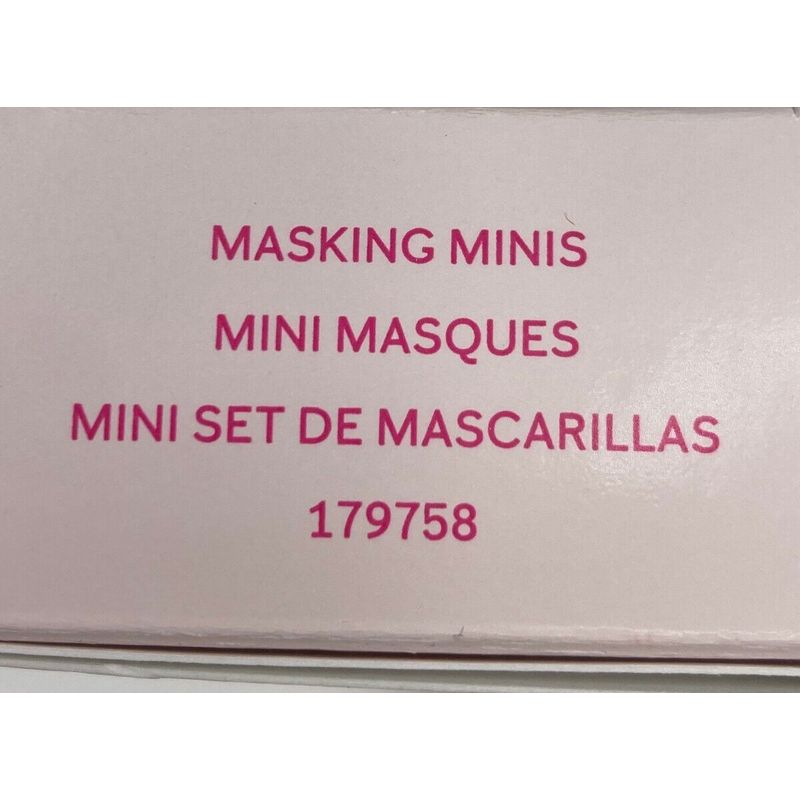 MASKING MINIS
MINI MASQUES
MINI SET DE MASCARILLAS
179758